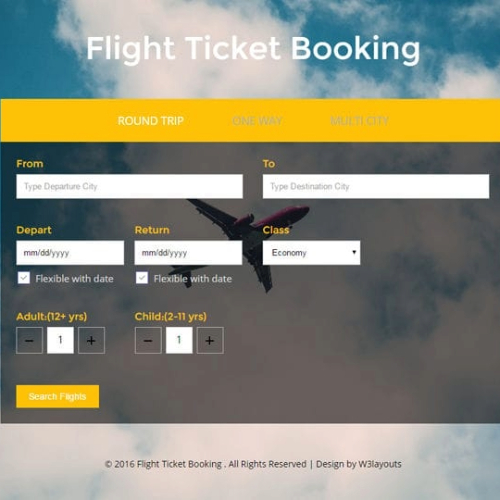 Flight Ticket Booking
ROUND TRIP ONE WAY MULTI CITY
From To
Type Departure City Type Destination City
Depart Return Class
mm/dd/yyyy mm/dd/yyyy Economy
Flexible with date Flexible with date
Adult:(12+ yrs) Child:(2-11 yrs)
− 1 + − 1 +
Search Flights
© 2016 Flight Ticket Booking . All Rights Reserved | Design by W3layouts